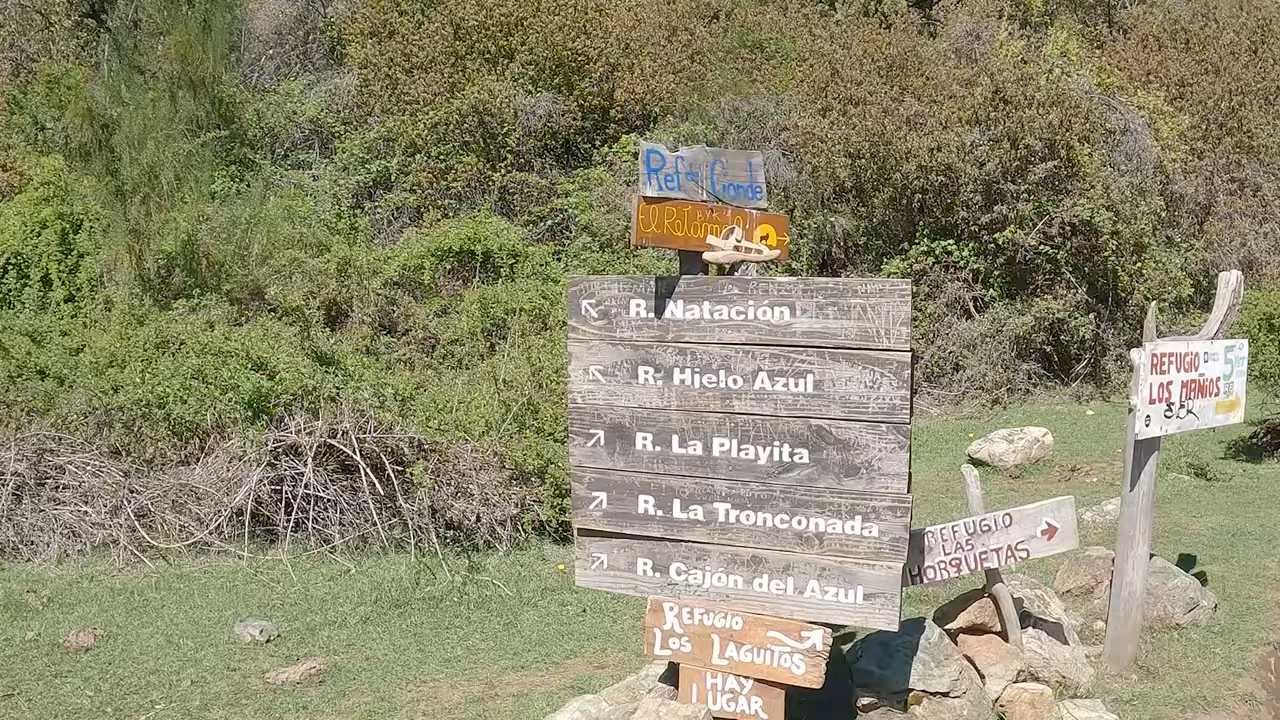 Ref del Conde
El Retamal
R. Natación
R. Hielo Azul
R. La Playita
R. La Tronconada
R. Cajón del Azul
REFUGIO
LOS LAGUITOS
HAY
LUGAR
REFUGIO
LAS
HORQUETAS
REFUGIO
LOS MAÑIOS